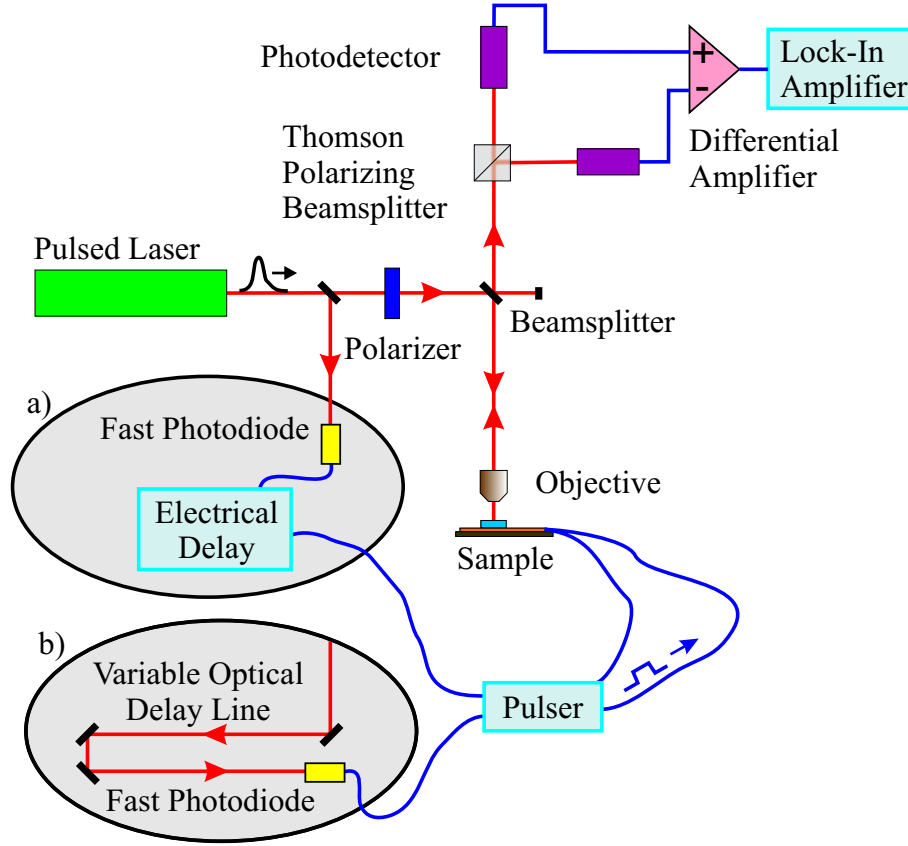 Photodetector
+
-
Lock-In
Amplifier
Thomson
Polarizing
Beamsplitter
Differential
Amplifier
Pulsed Laser
Polarizer
Beamsplitter
a)
Fast Photodiode
Electrical
Delay
Objective
Sample
b)
Variable Optical
Delay Line
Fast Photodiode
Pulser